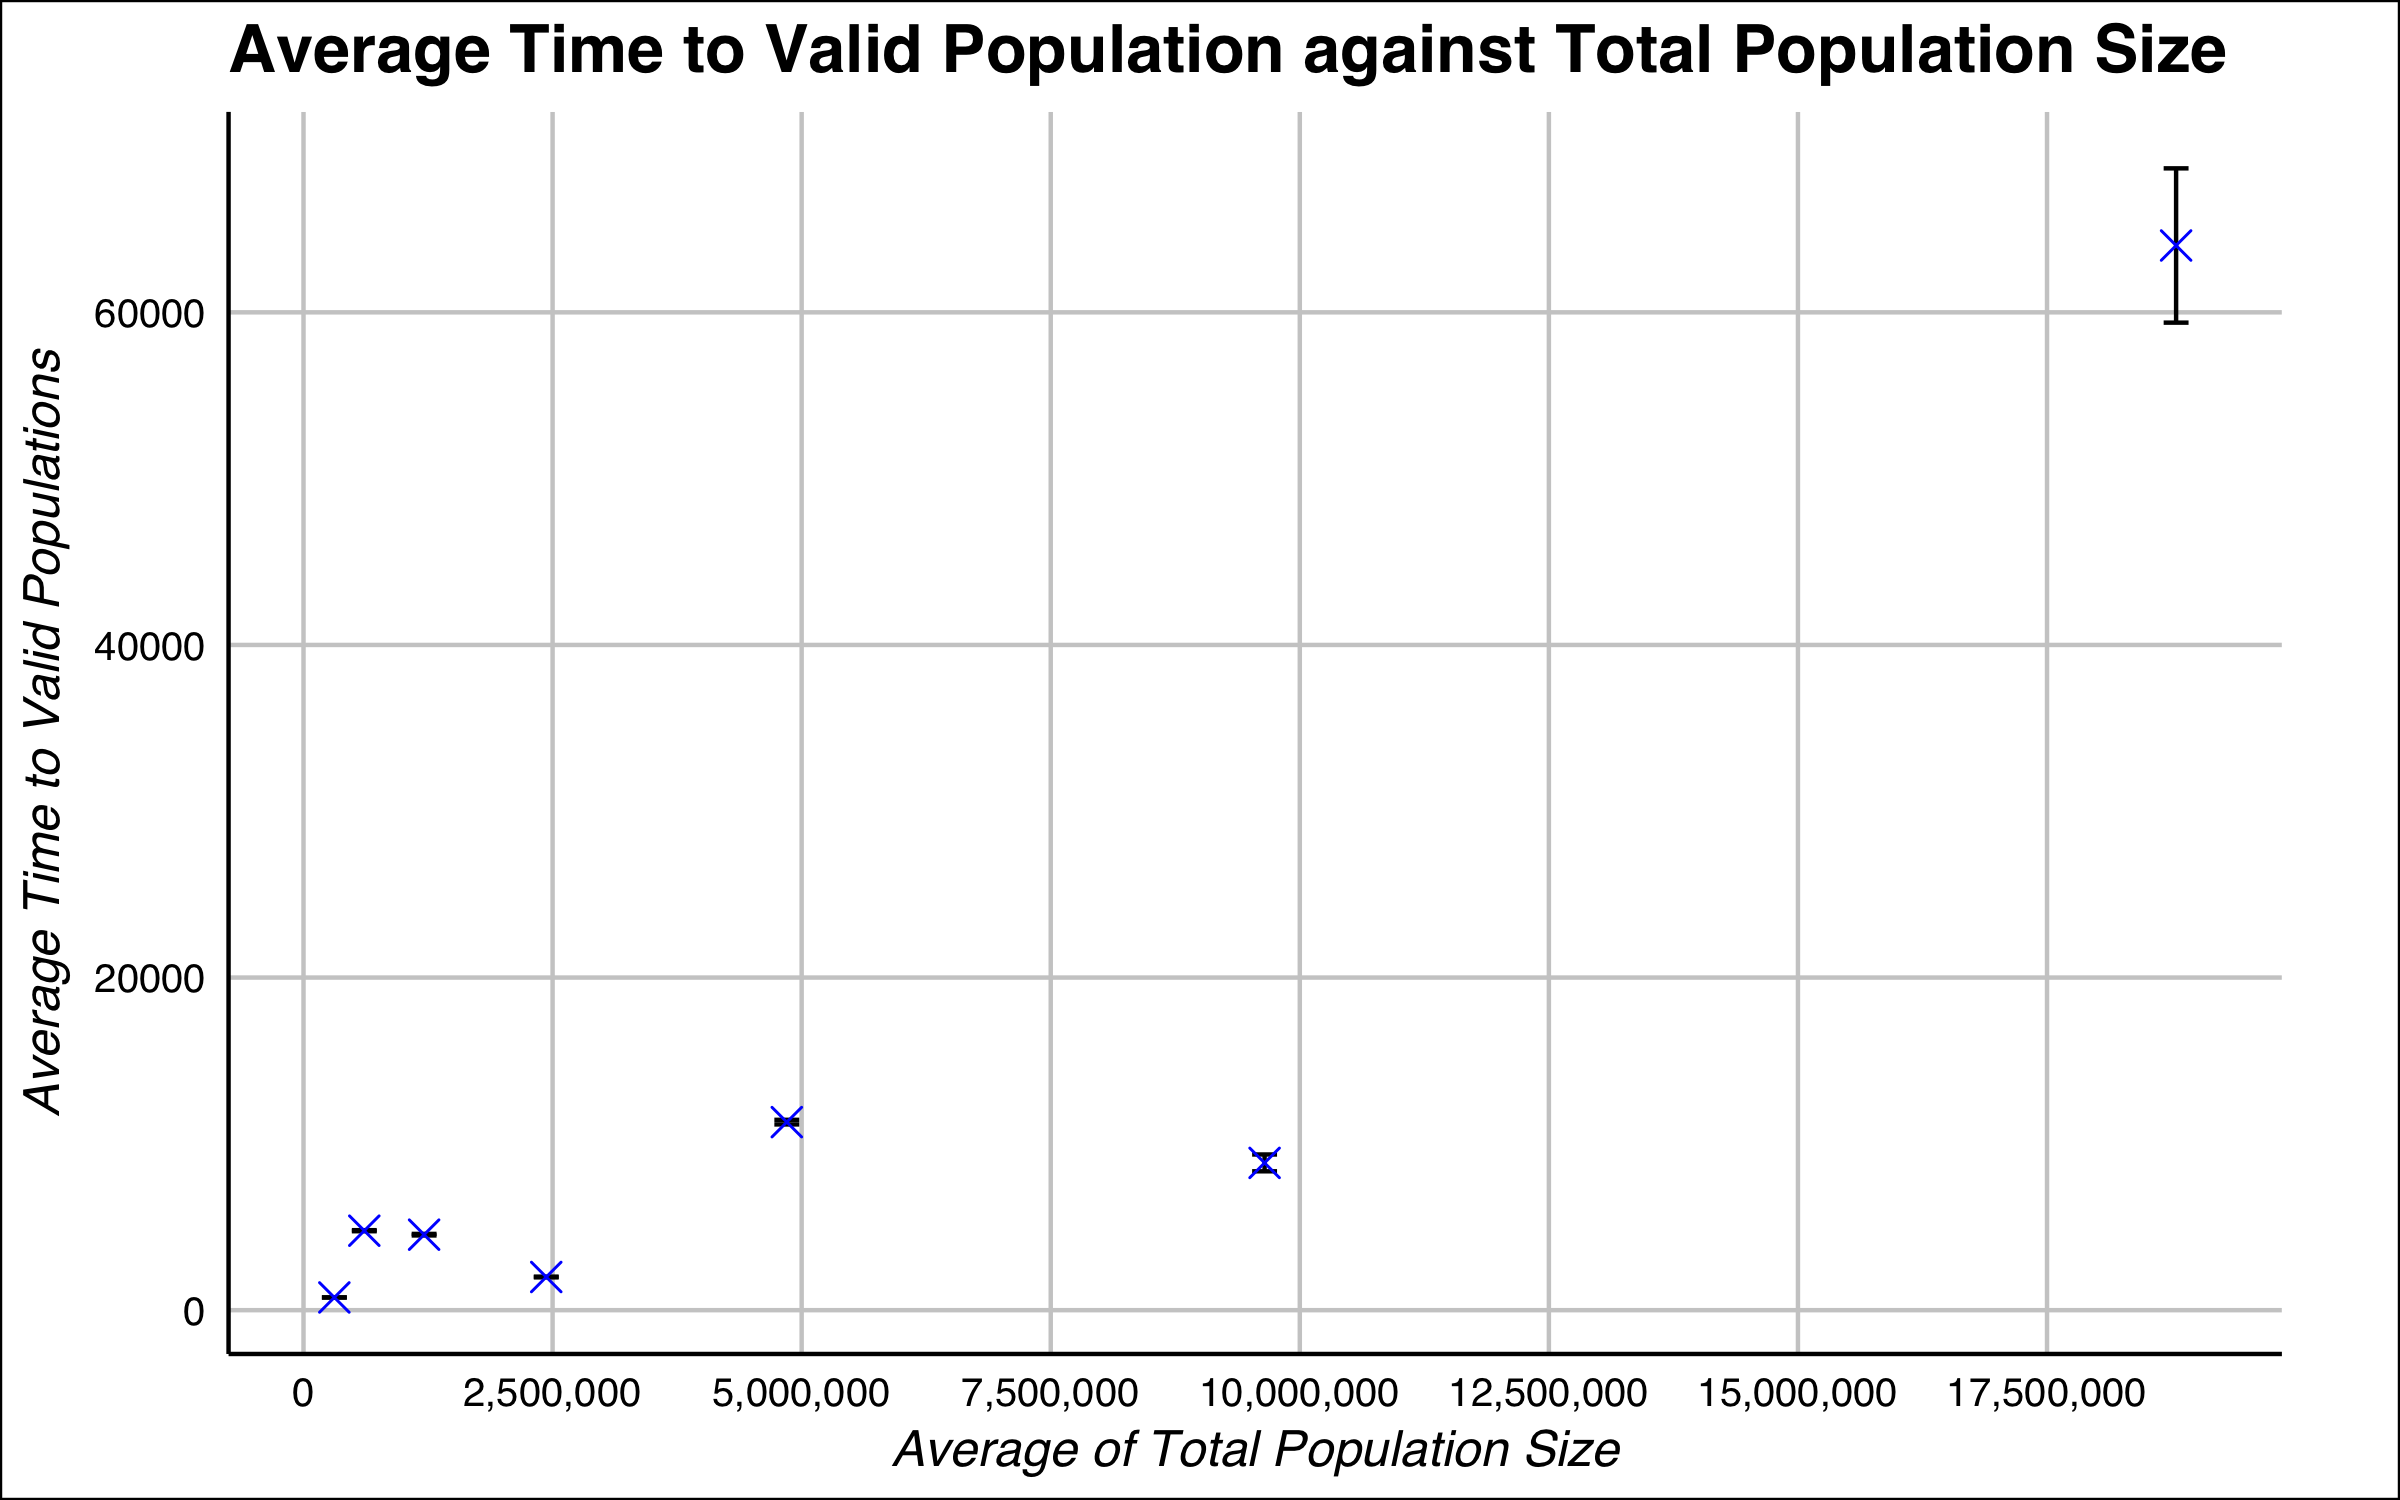 Average Time to Valid Population against Total Population Size
Average Time to Valid Populations
60000
40000
20000
0
0 2,500,000 5,000,000 7,500,000 10,000,000 12,500,000 15,000,000 17,500,000
Average of Total Population Size